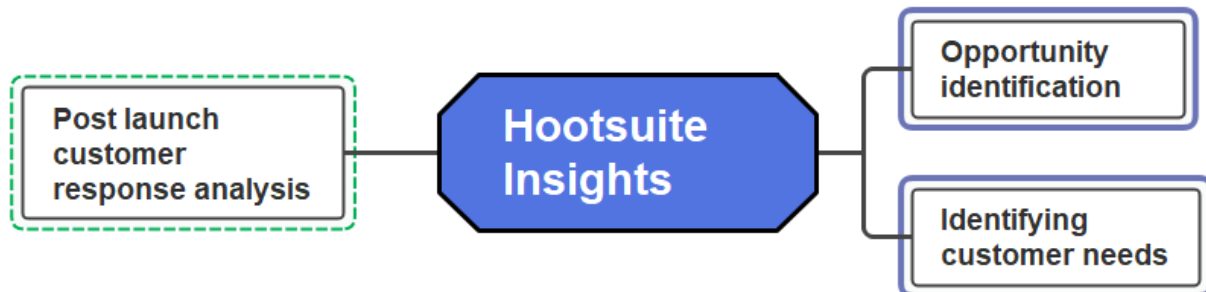 Post launch
customer
response analysis
Hootsuite
Insights
Opportunity
identification
Identifying
customer needs